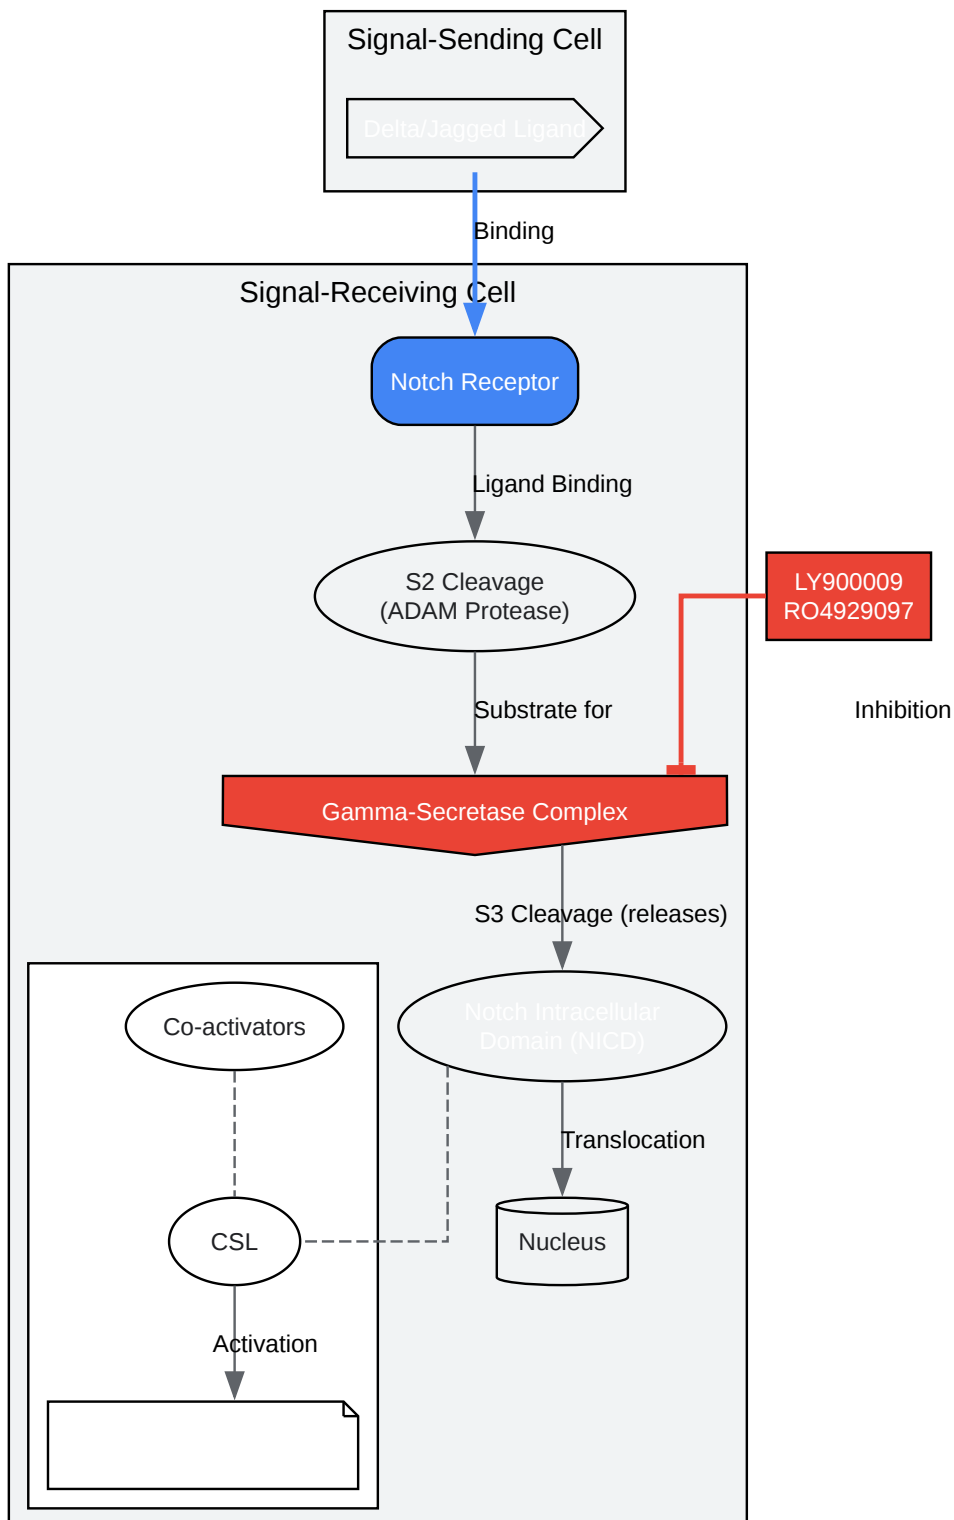 Signal-Sending Cell
Delta/Jagged Ligand
Binding
Signal-Receiving Cell
Notch Receptor
Ligand Binding
S2 Cleavage
(ADAM Protease)
LY900009
RO4929097
Substrate for
Inhibition
Gamma-Secretase Complex
S3 Cleavage (releases)
Co-activators
Notch Intracellular
Domain (NICD)
Translocation
CSL
Nucleus
Activation